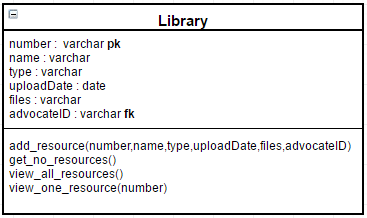 Library
number : varchar pk
name : varchar
type : varchar
uploadDate : date
files : varchar
advocateID : varchar fk
add_resource(number,name,type,uploadDate,files,advocateID)
get_no_resources()
view_all_resources()
view_one_resource(number)